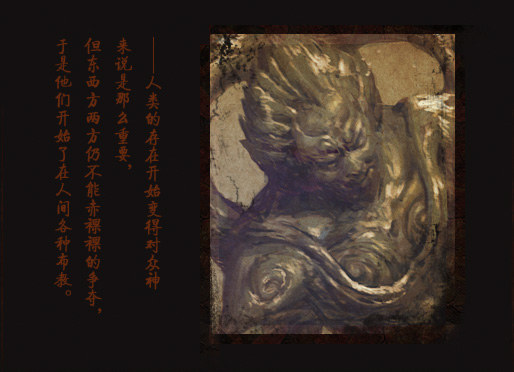 ——人类的存在开始变得对众神
来说是那么重要，
但东西方两方仍不能赤裸裸的争夺，
于是他们开始了在人间各种布教。